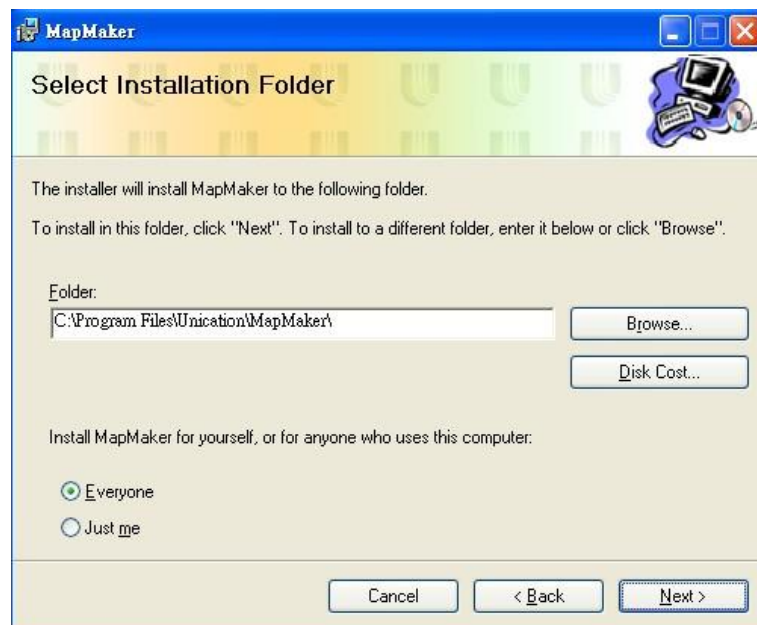 MapMaker
Select Installation Folder
The installer will install MapMaker to the following folder.
To install in this folder, click "Next". To install to a different folder, enter it below or click "Browse".
Folder:
C:\Program Files\Unication\MapMaker\
Browse...
Disk Cost...
Install MapMaker for yourself, or for anyone who uses this computer:
Everyone
Just me
Cancel
< Back
Next >